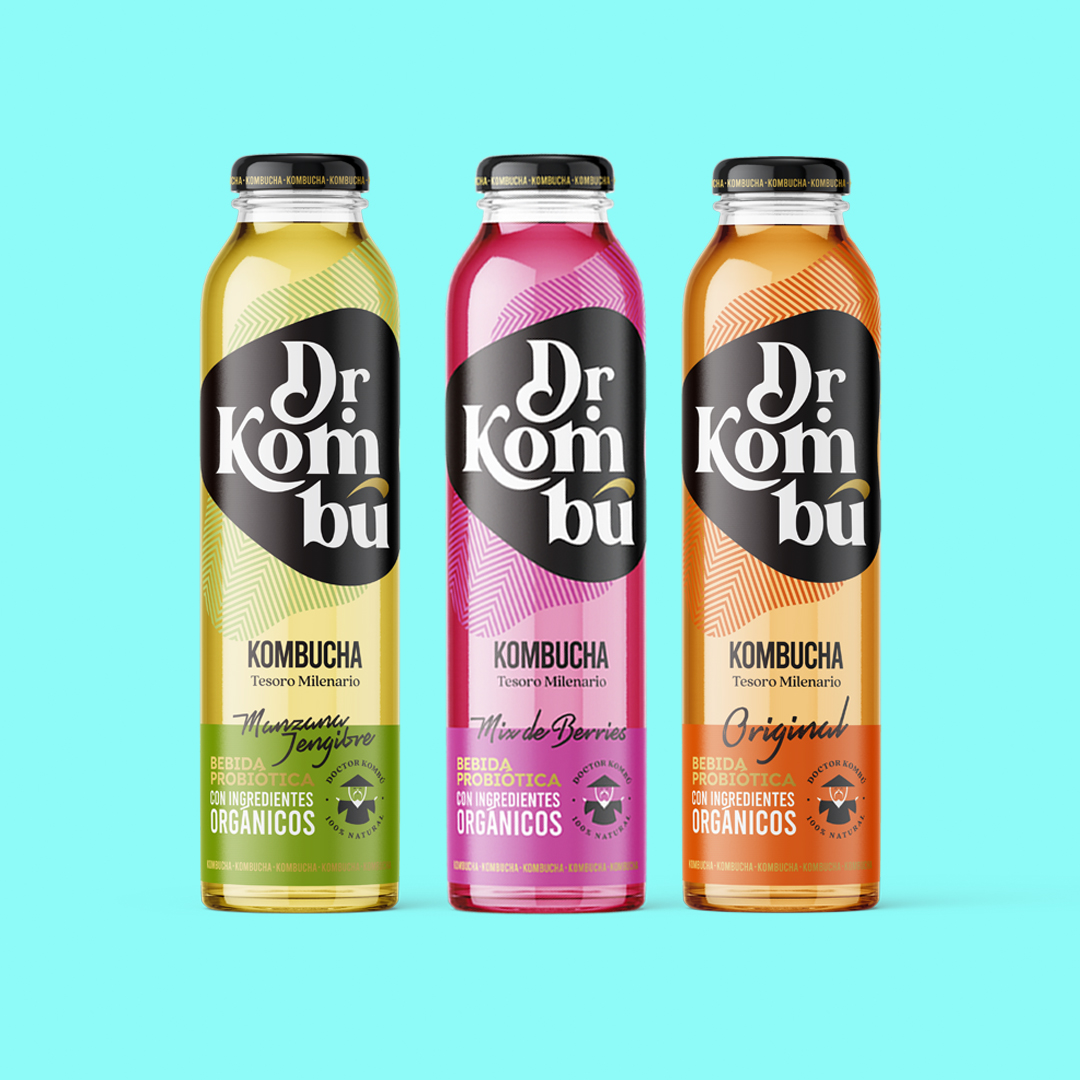 CHA·KOMBUCHA·KOMBUCHA·KOMBUCHA
Dr.
Kom
bú
KOMBUCHA
Tesoro Milenario
Manzana
Jengibre
BEBIDA
PROBIÓTICA
CON INGREDIENTES
ORGÁNICOS
DOCTOR KOMBÚ
100% NATURAL
KOMBUCHA·KOMBUCHA·KOMBUCHA·KOMBUCHA
CHA·KOMBUCHA·KOMBUCHA·KOMBUCHA
Dr.
Kom
bú
KOMBUCHA
Tesoro Milenario
Mix de Berries
BEBIDA
PROBIÓTICA
CON INGREDIENTES
ORGÁNICOS
DOCTOR KOMBÚ
100% NATURAL
KOMBUCHA·KOMBUCHA·KOMBUCHA·KOMBUCHA·KOMBUCHA
KOMBUCHA·KOMBUCHA·KOMBUCHA
Dr.
Kom
bú
KOMBUCHA
Tesoro Milenario
Original
BEBIDA
PROBIÓTICA
CON INGREDIENTES
ORGÁNICOS
DOCTOR KOMBÚ
100% NATURAL
KOMBUCHA·KOMBUCHA·KOMBUCHA·KOMBUCHA